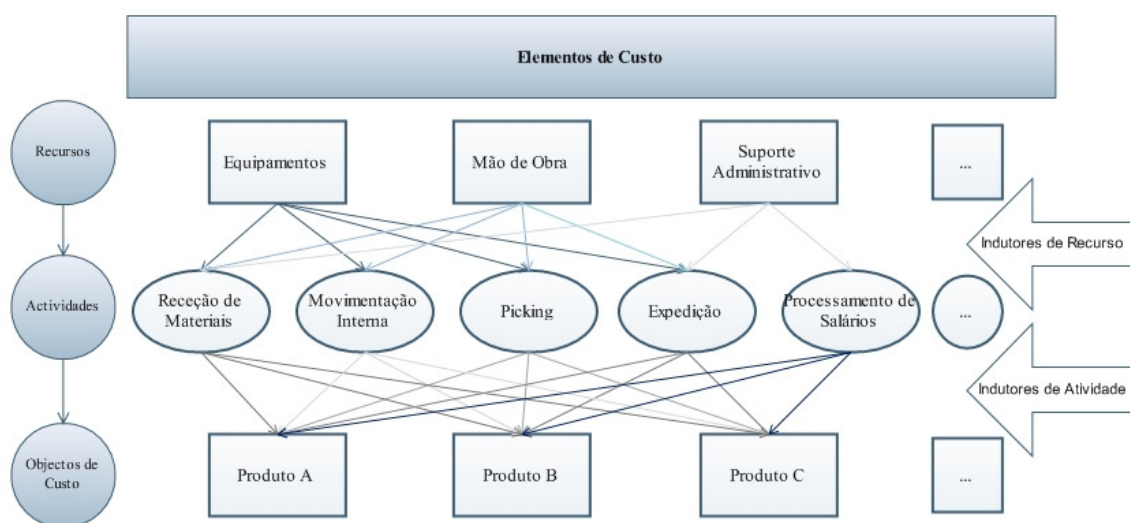 Elementos de Custo
Recursos
Equipamentos
Mão de Obra
Suporte
Administrativo
...
Indutores de Recurso
Actividades
Receção de
Materiais
Movimentação
Interna
Picking
Expedição
Processamento de
Salários
...
Indutores de Atividade
Objectos de
Custo
Produto A
Produto B
Produto C
...